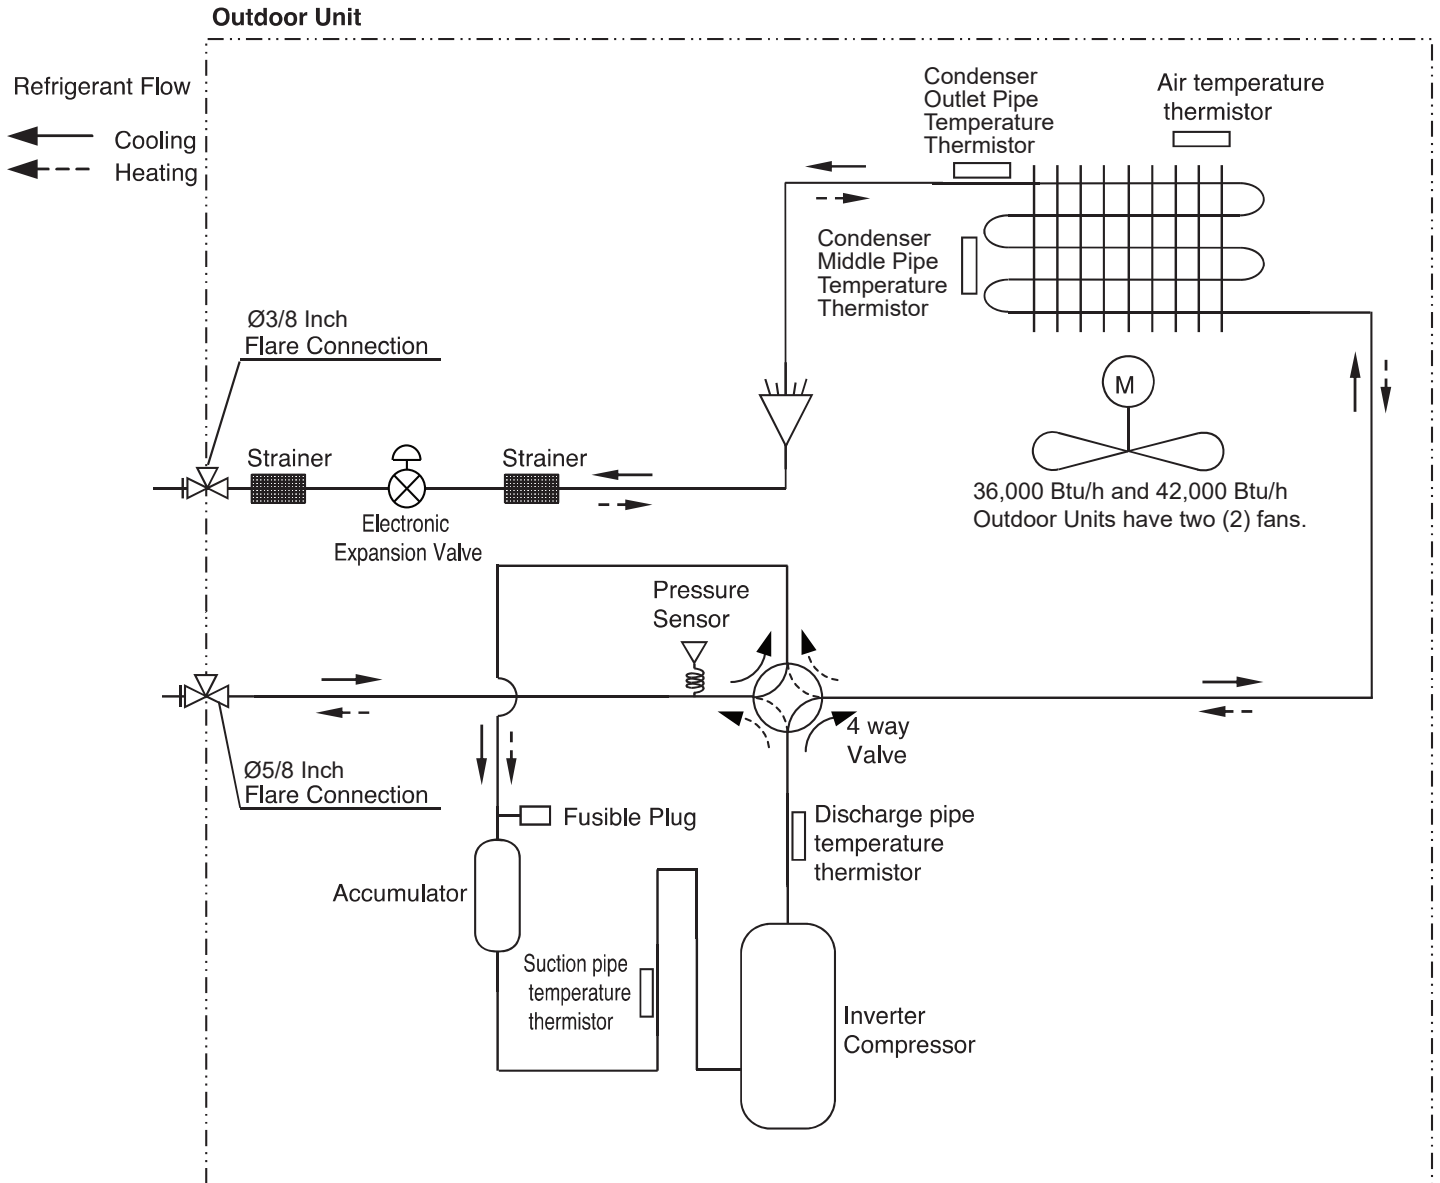 Outdoor Unit
Refrigerant Flow
Cooling
Heating
Condenser
Outlet Pipe
Temperature
Thermistor
Air temperature
thermistor
Condenser
Middle Pipe
Temperature
Thermistor
Ø3/8 Inch
Flare Connection
M
Strainer
Strainer
Electronic
Expansion Valve
36,000 Btu/h and 42,000 Btu/h
Outdoor Units have two (2) fans.
Pressure
Sensor
4 way
Valve
Ø5/8 Inch
Flare Connection
Fusible Plug
Discharge pipe
temperature
thermistor
Accumulator
Suction pipe
temperature
thermistor
Inverter
Compressor